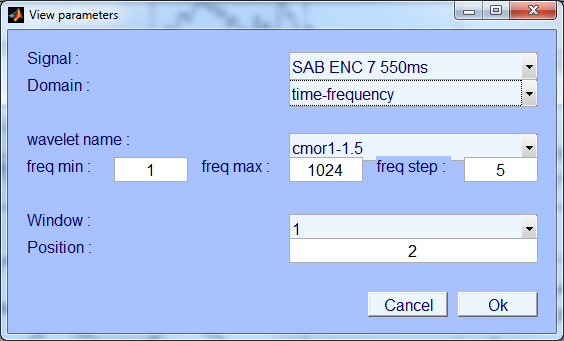 View parameters
Signal : SAB ENC 7 550ms
Domain : time-frequency
wavelet name : cmor1-1.5
freq min : 1 freq max : 1024 freq step : 5
Window : 1
Position : 2
Cancel Ok